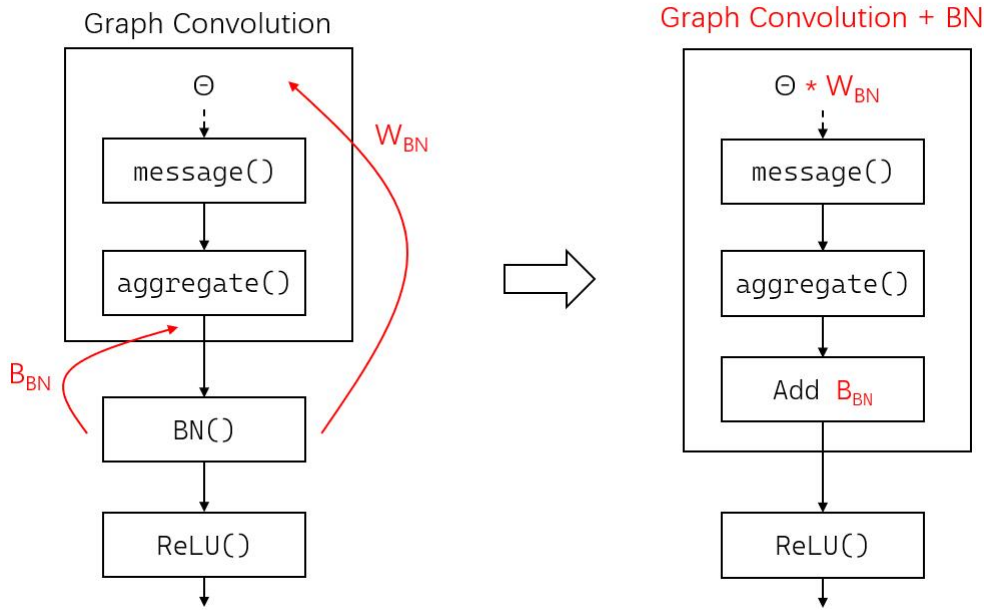 Graph Convolution
Θ
message()
aggregate()
W_BN
B_BN
BN()
ReLU()
Graph Convolution + BN
Θ * W_BN
message()
aggregate()
Add B_BN
ReLU()